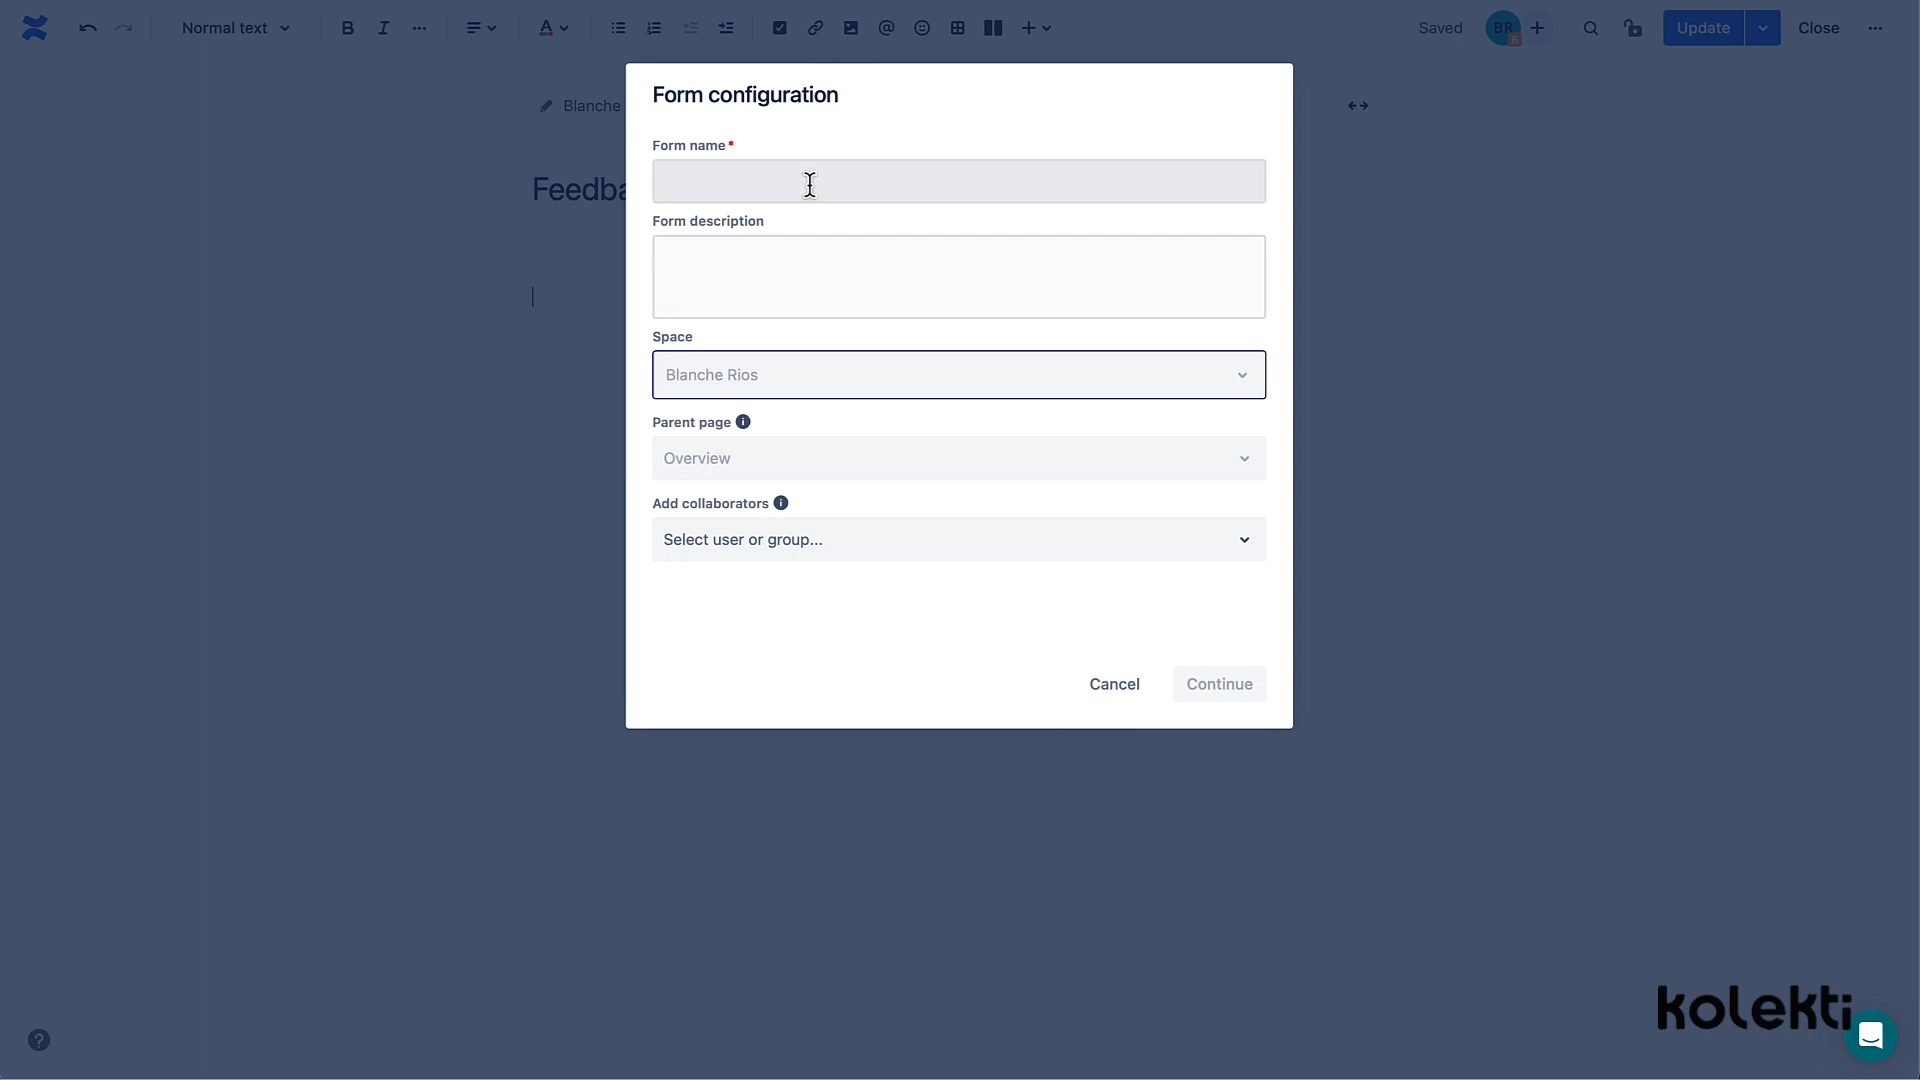 Normal text
B I A
Saved BR B Update Close
Blanche
Form configuration
Form name*
Feedba
Form description
Space
Blanche Rios
Parent page i
Overview
Add collaborators i
Select user or group...
Cancel Continue
kolekti
?